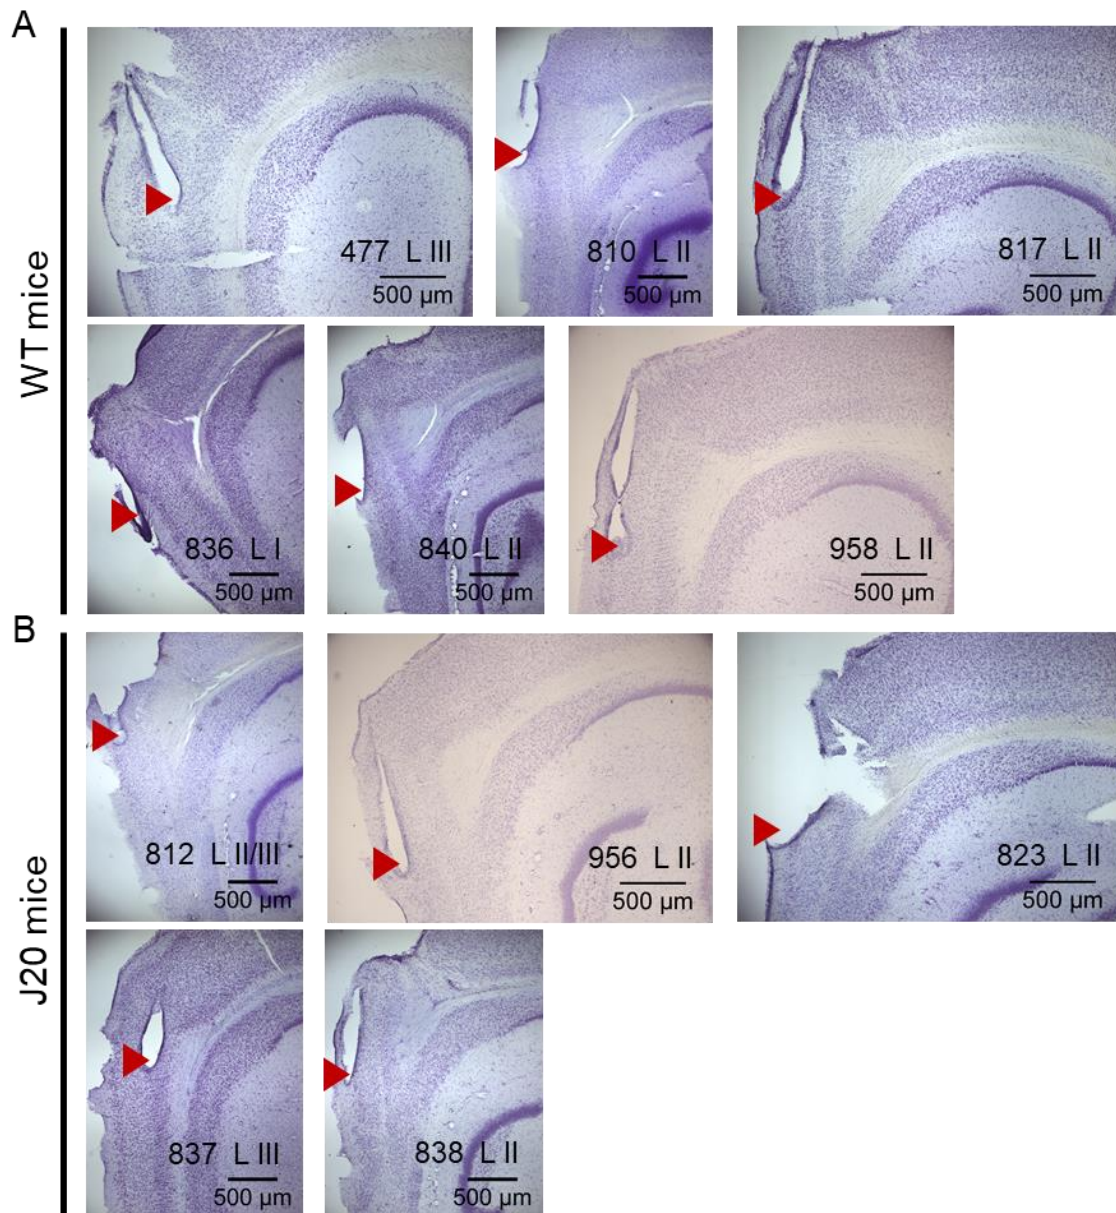 A
WT mice
477 L III
500 µm
810 L II
500 µm
817 L II
500 µm
836 L I
500 µm
840 L II
500 µm
958 L II
500 µm
B
J20 mice
812 L II/III
500 µm
956 L II
500 µm
823 L II
500 µm
837 L III
500 µm
838 L II
500 µm